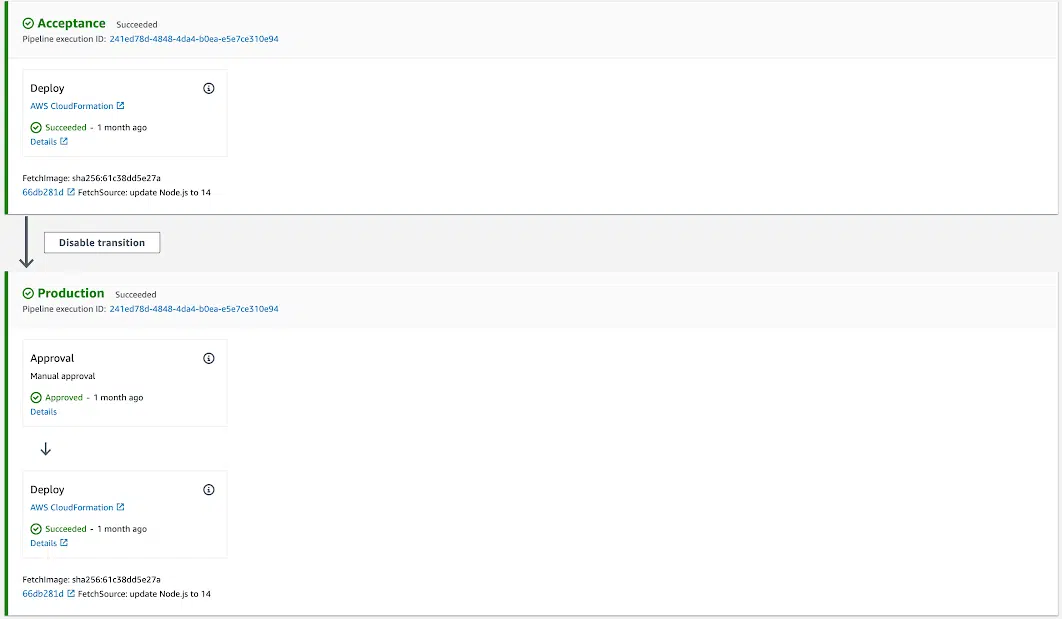 Acceptance Succeeded
Pipeline execution ID: 241ed78d-4848-4da4-b0ea-e5e7ce310e94
Deploy
AWS CloudFormation
Succeeded - 1 month ago
Details
FetchImage: sha256:61c38dd5e27a
66db281d FetchSource: update Node.js to 14
Disable transition
Production Succeeded
Pipeline execution ID: 241ed78d-4848-4da4-b0ea-e5e7ce310e94
Approval
Manual approval
Approved - 1 month ago
Details
Deploy
AWS CloudFormation
Succeeded - 1 month ago
Details
FetchImage: sha256:61c38dd5e27a
66db281d FetchSource: update Node.js to 14